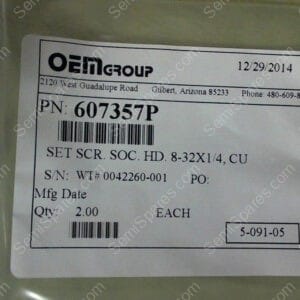 OEMGROUP 12/29/2014
2120 West Guadalupe Road Gilbert, Arizona 85233 Phone: 480-609-8
PN: 607357P
SET SCR. SOC. HD. 8-32X1/4, CU
S/N: WT# 0042260-001 PO:
Mfg Date
Qty: 2.00 EACH
5-091-05
SemiSpares.com